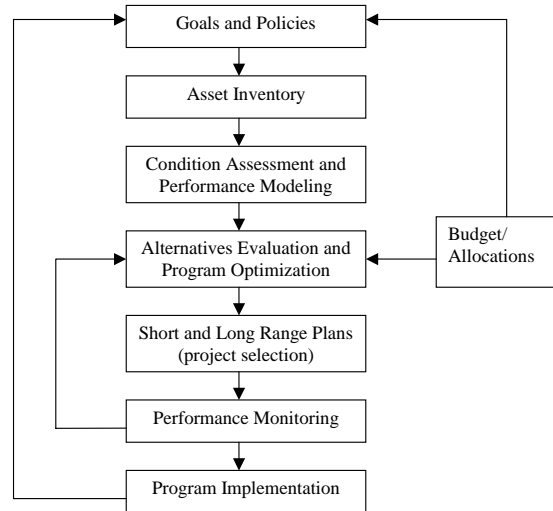 Goals and Policies
Asset Inventory
Condition Assessment and
Performance Modeling
Alternatives Evaluation and
Program Optimization
Budget/
Allocations
Short and Long Range Plans
(project selection)
Performance Monitoring
Program Implementation